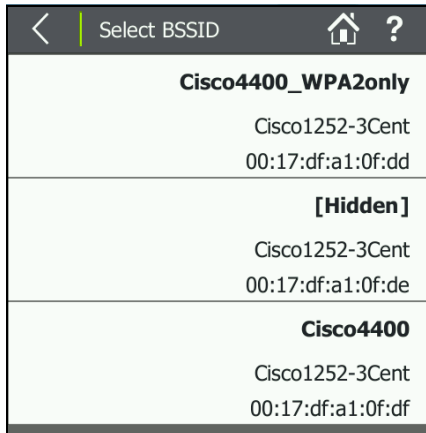 Select BSSID ?
Cisco4400_WPA2only
Cisco1252-3Cent
00:17:df:a1:0f:dd
[Hidden]
Cisco1252-3Cent
00:17:df:a1:0f:de
Cisco4400
Cisco1252-3Cent
00:17:df:a1:0f:df